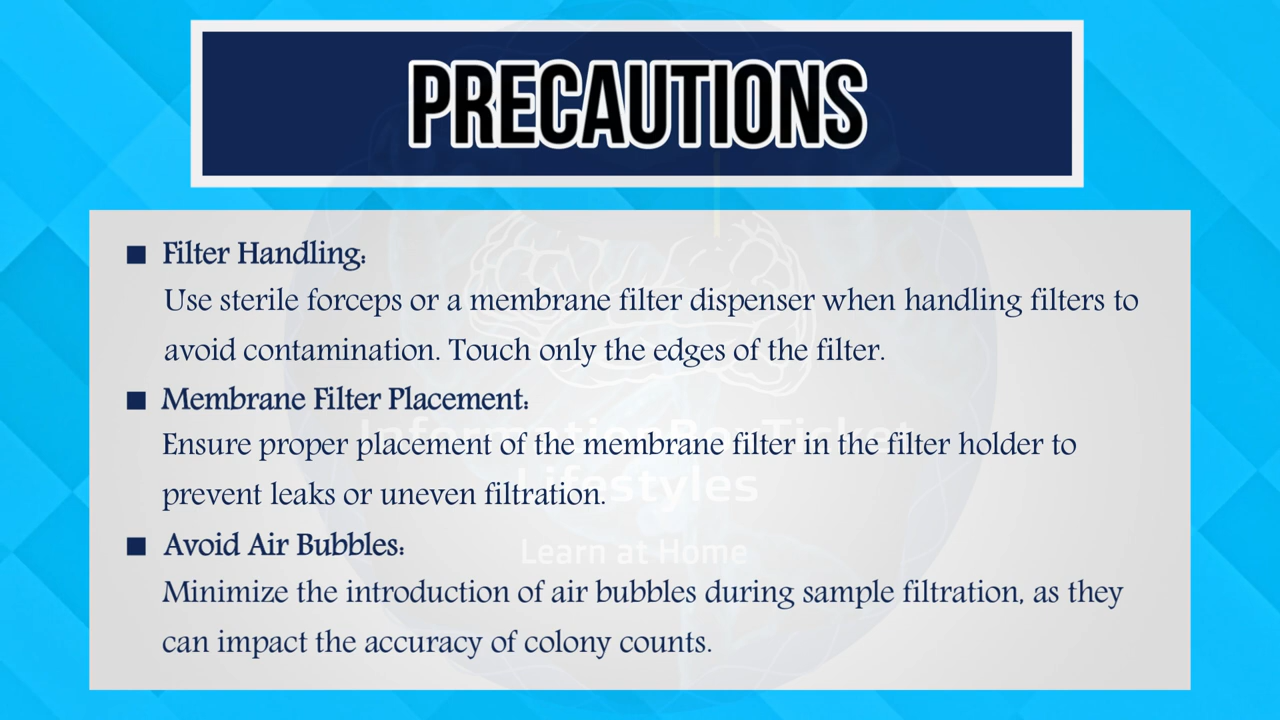 PRECAUTIONS
■ Filter Handling:
Use sterile forceps or a membrane filter dispenser when handling filters to
avoid contamination. Touch only the edges of the filter.
■ Membrane Filter Placement:
Ensure proper placement of the membrane filter in the filter holder to
prevent leaks or uneven filtration.
■ Avoid Air Bubbles:
Minimize the introduction of air bubbles during sample filtration, as they
can impact the accuracy of colony counts.
Lifestyles
Learn at Home